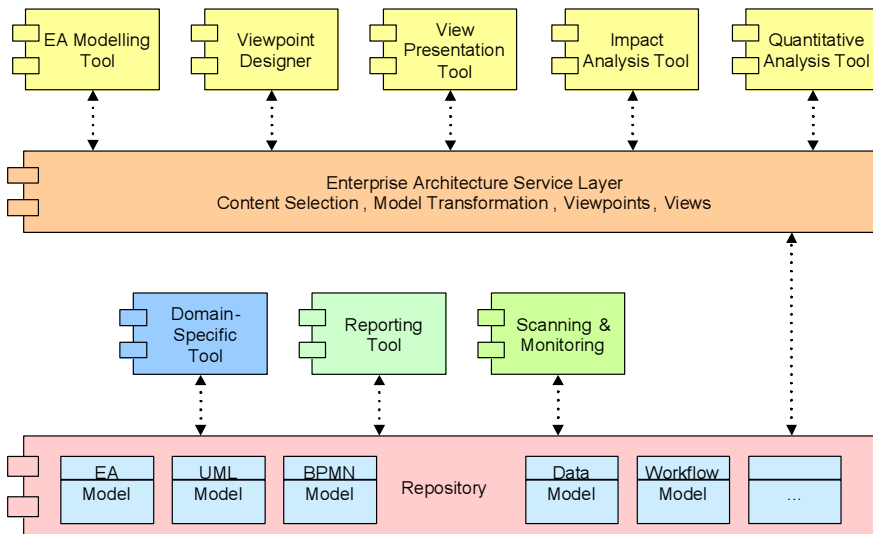 EA Modelling
Tool
Viewpoint
Designer
View
Presentation
Tool
Impact
Analysis Tool
Quantitative
Analysis Tool
Enterprise Architecture Service Layer
Content Selection , Model Transformation , Viewpoints , Views
Domain-
Specific
Tool
Reporting
Tool
Scanning &
Monitoring
EA
Model
UML
Model
BPMN
Model
Repository
Data
Model
Workflow
Model
...